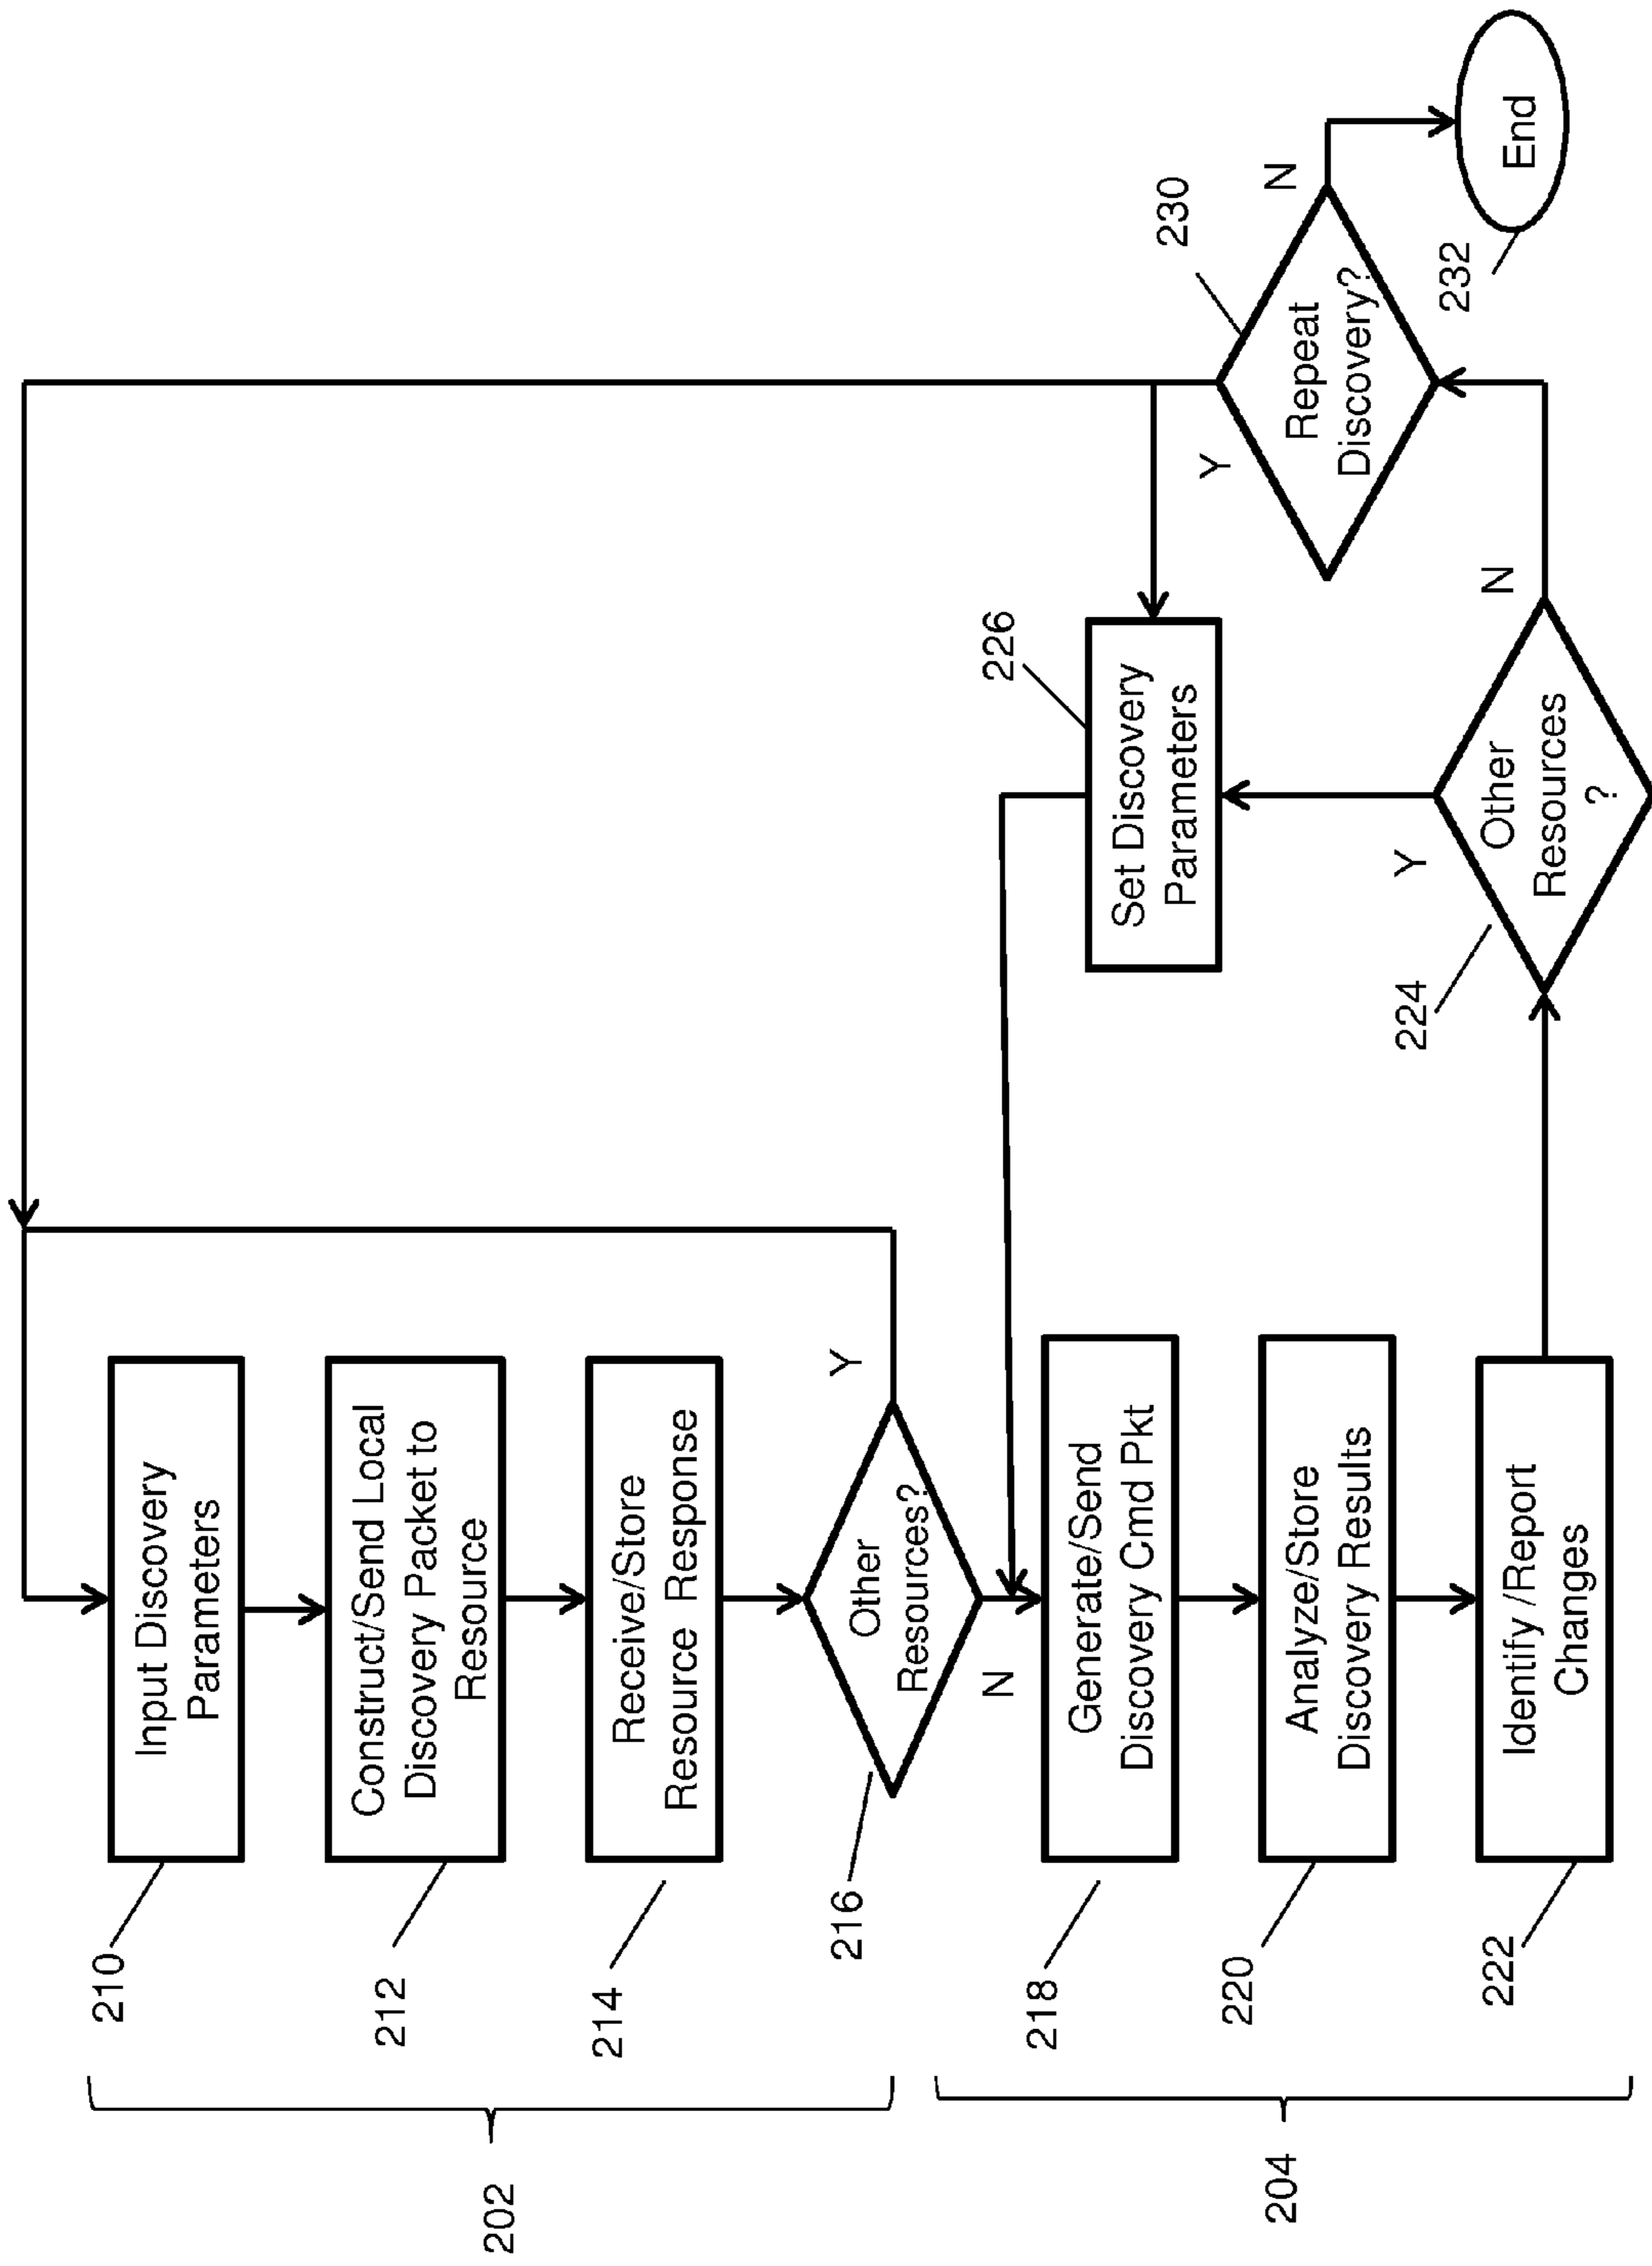 210
Input Discovery
Parameters
212
Construct/Send Local
Discovery Packet to
Resource
214
Receive/Store
Resource Response
216
Other
Resources?
Y
N
202
218
Generate/Send
Discovery Cmd Pkt
220
Analyze/Store
Discovery Results
222
Identify /Report
Changes
204
224
Other
Resources
?
Y
N
226
Set Discovery
Parameters
230
Repeat
Discovery?
Y
N
232
End